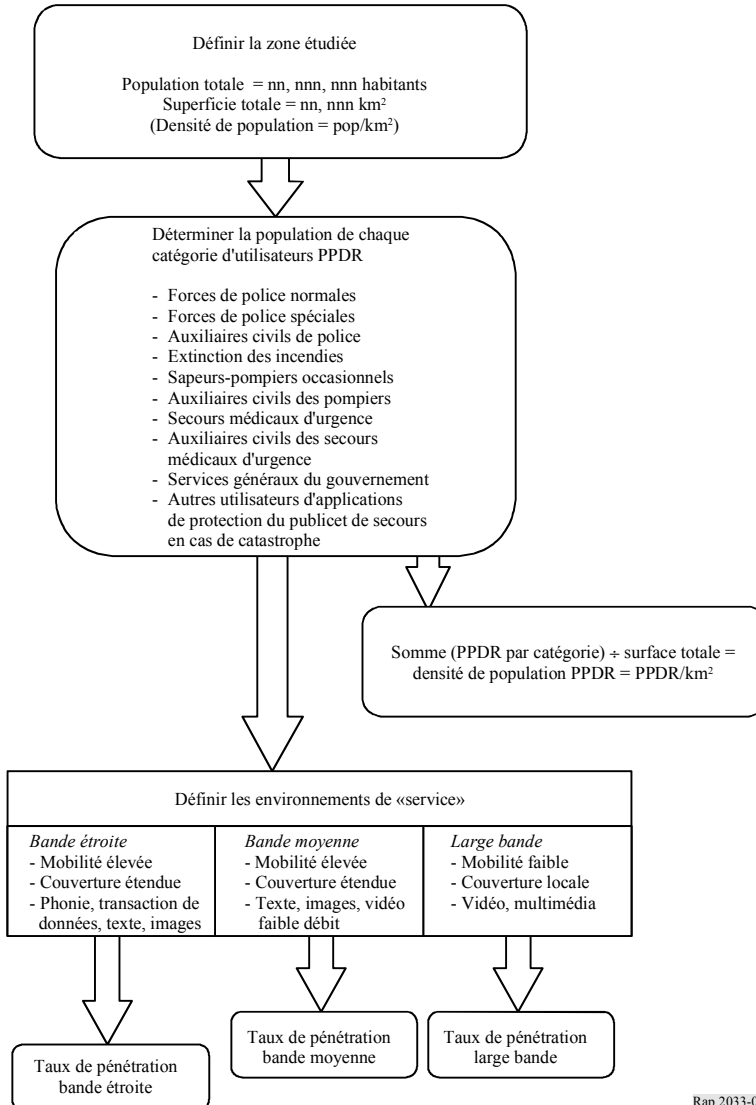 Définir la zone étudiée
Population totale = nn, nnn, nnn habitants
Superficie totale = nn, nnn km²
(Densité de population = pop/km²)
Déterminer la population de chaque
catégorie d'utilisateurs PPDR
- Forces de police normales
- Forces de police spéciales
- Auxiliaires civils de police
- Extinction des incendies
- Sapeurs-pompiers occasionnels
- Auxiliaires civils des pompiers
- Secours médicaux d'urgence
- Auxiliaires civils des secours
médicaux d'urgence
- Services généraux du gouvernement
- Autres utilisateurs d'applications
de protection du publicet de secours
en cas de catastrophe
Somme (PPDR par catégorie) ÷ surface totale =
densité de population PPDR = PPDR/km²
Définir les environnements de «service»
Bande étroite
- Mobilité élevée
- Couverture étendue
- Phonie, transaction de
données, texte, images
Bande moyenne
- Mobilité élevée
- Couverture étendue
- Texte, images, vidéo
faible débit
Large bande
- Mobilité faible
- Couverture locale
- Vidéo, multimédia
Taux de pénétration
bande étroite
Taux de pénétration
bande moyenne
Taux de pénétration
large bande
Rap 2033-0